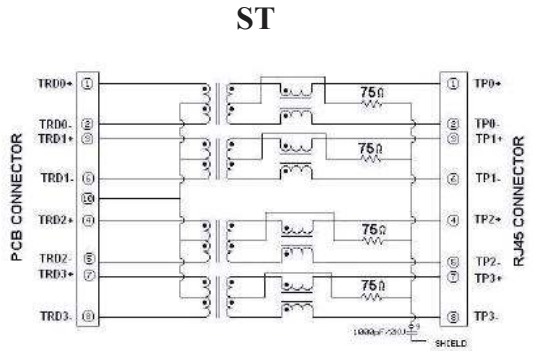 ST
TRD0+ 1 75Ω 1 TP0+
TRD0- 2 2 TP0-
TRD1+ 3 75Ω 3 TP1+
TRD1- 6 6 TP1-
10
TRD2+ 4 75Ω 4 TP2+
TRD2- 5 TP2-
TRD3+ 7 75Ω 7 TP3+
TRD3- 8 8 TP3-
1000pF/2KV
SHIELD
PCB CONNECTOR
RJ45 CONNECTOR